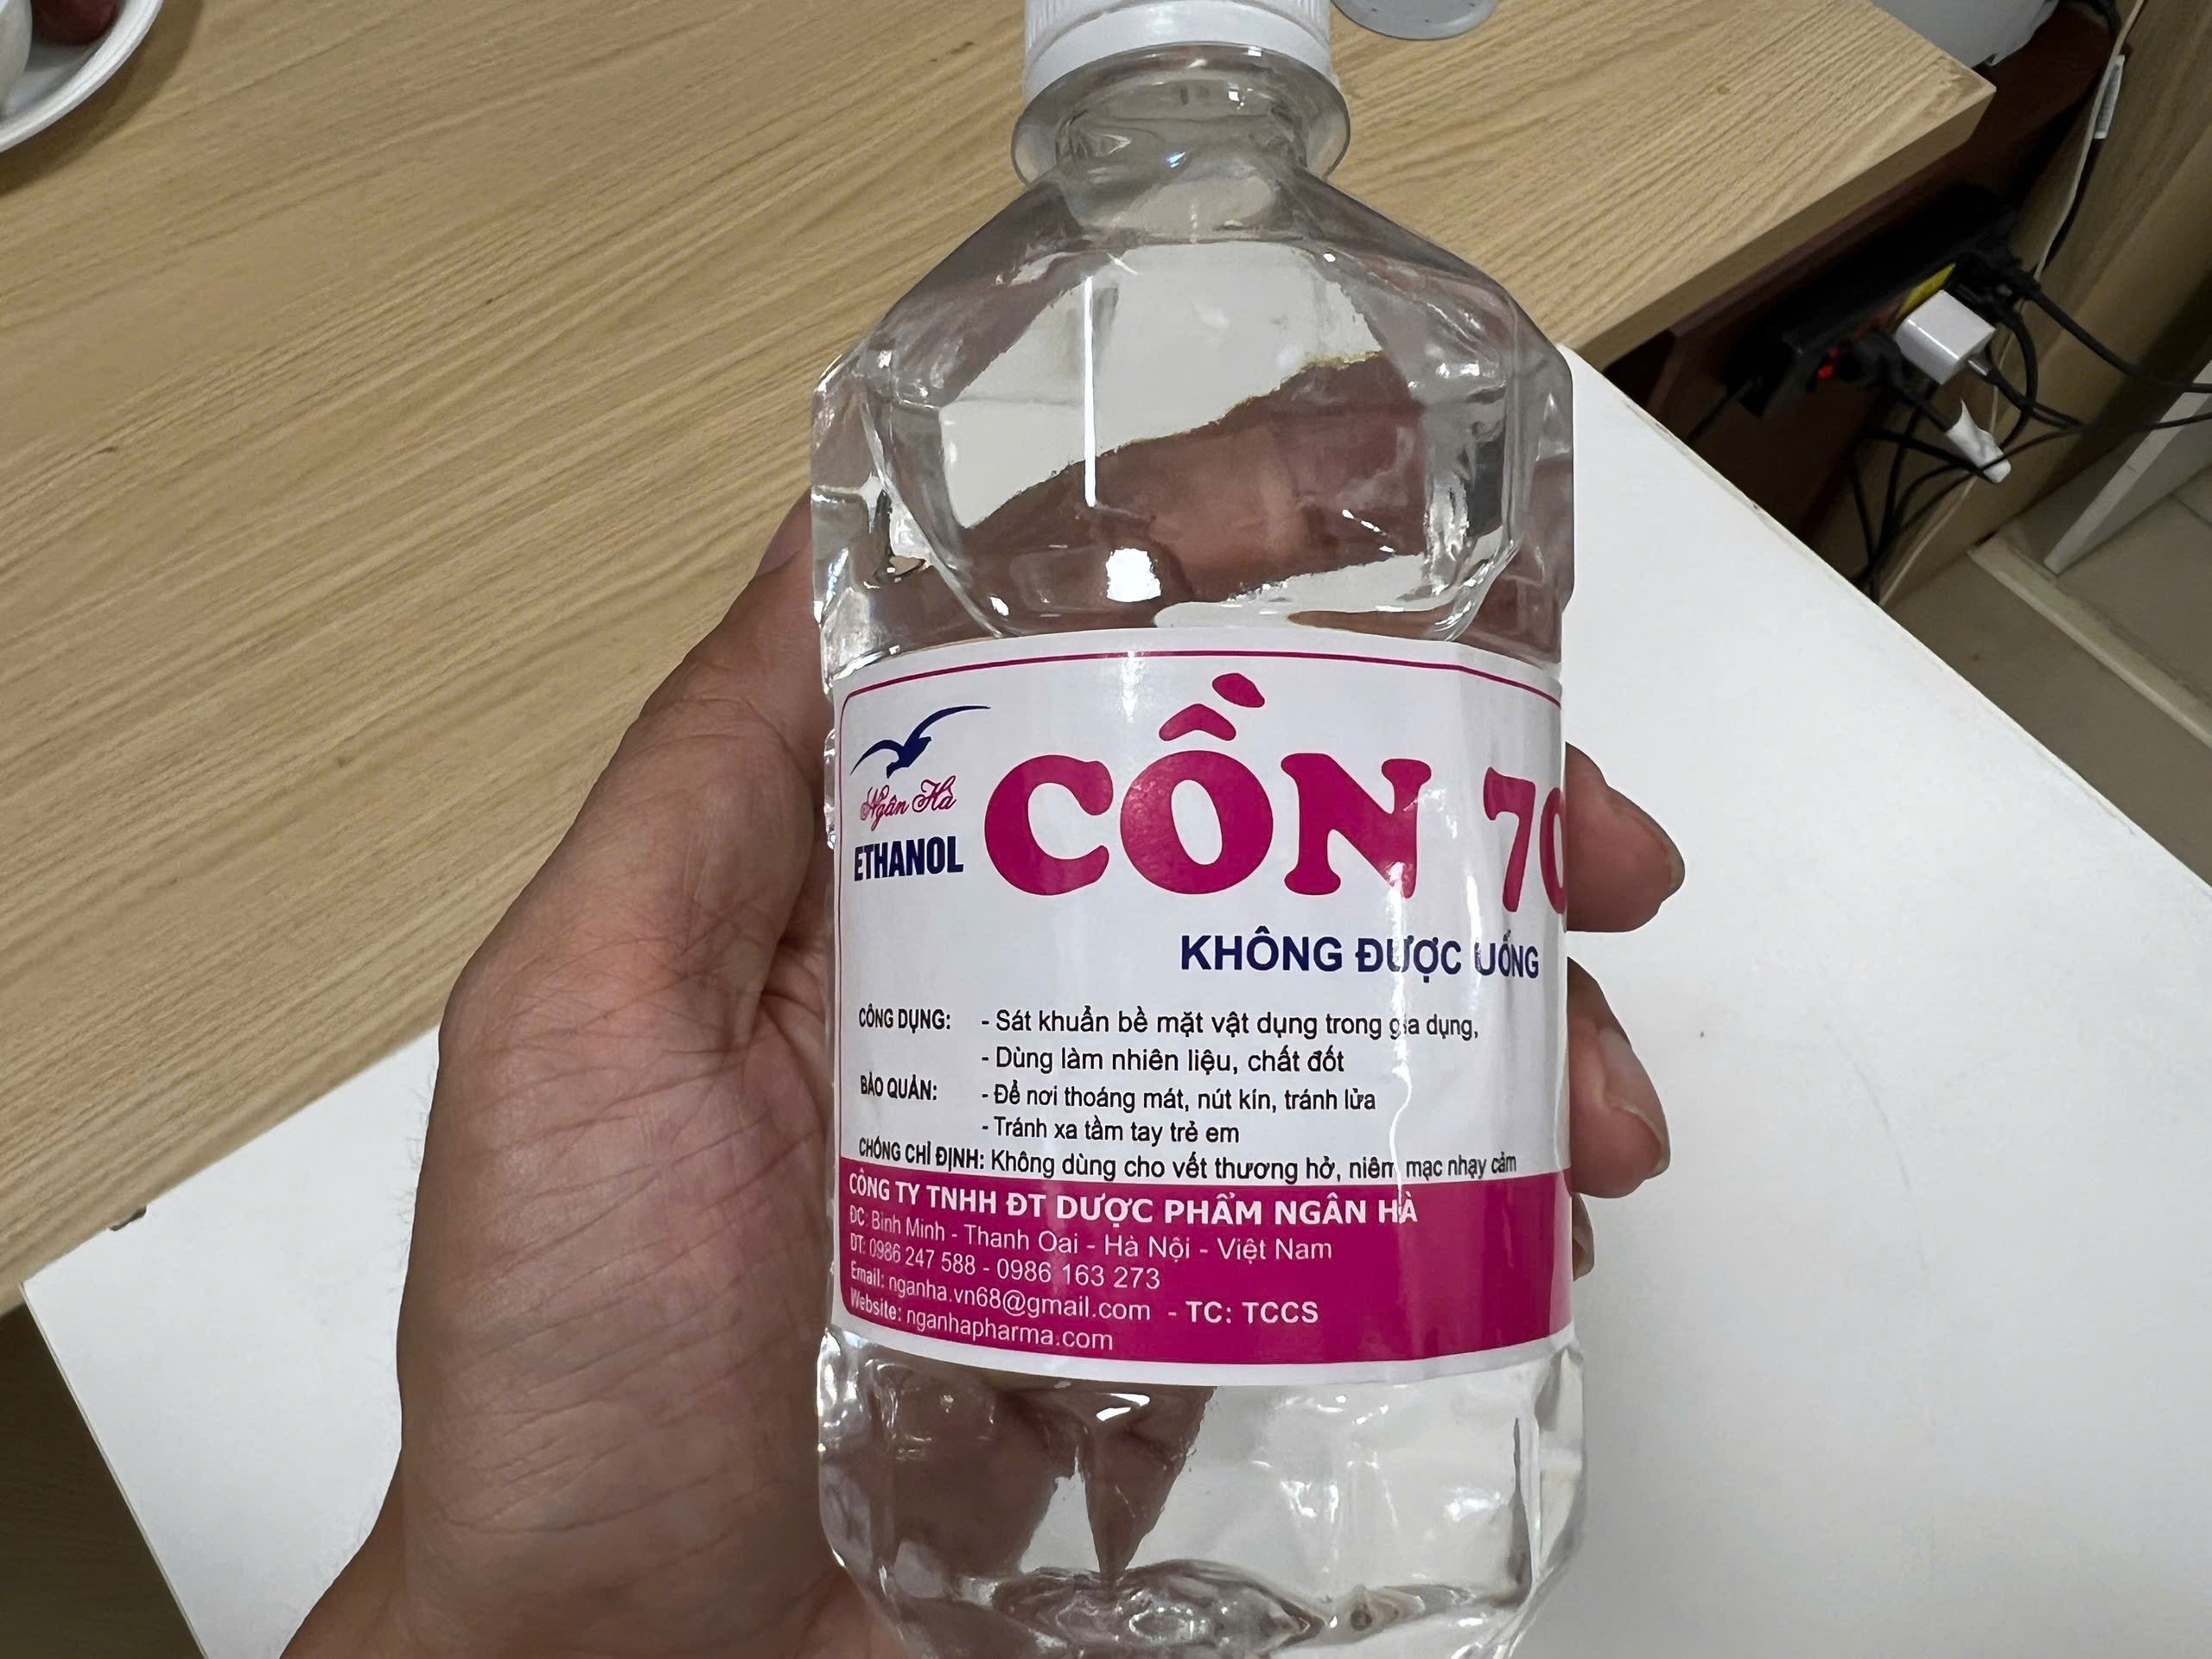 Ngân Hà
ETHANOL
CỒN 70
KHÔNG ĐƯỢC UỐNG
CÔNG DỤNG: - Sát khuẩn bề mặt vật dụng trong gia dụng,
- Dùng làm nhiên liệu, chất đốt
BẢO QUẢN: - Để nơi thoáng mát, nút kín, tránh lửa
- Tránh xa tầm tay trẻ em
CHỐNG CHỈ ĐỊNH: Không dùng cho vết thương hở, niêm mạc nhạy cảm
CÔNG TY TNHH ĐT DƯỢC PHẨM NGÂN HÀ
ĐC: Bình Minh - Thanh Oai - Hà Nội - Việt Nam
ĐT: 0986 247 588 - 0986 163 273
Email: nganha.vn68@gmail.com - TC: TCCS
Website: nganhapharma.com